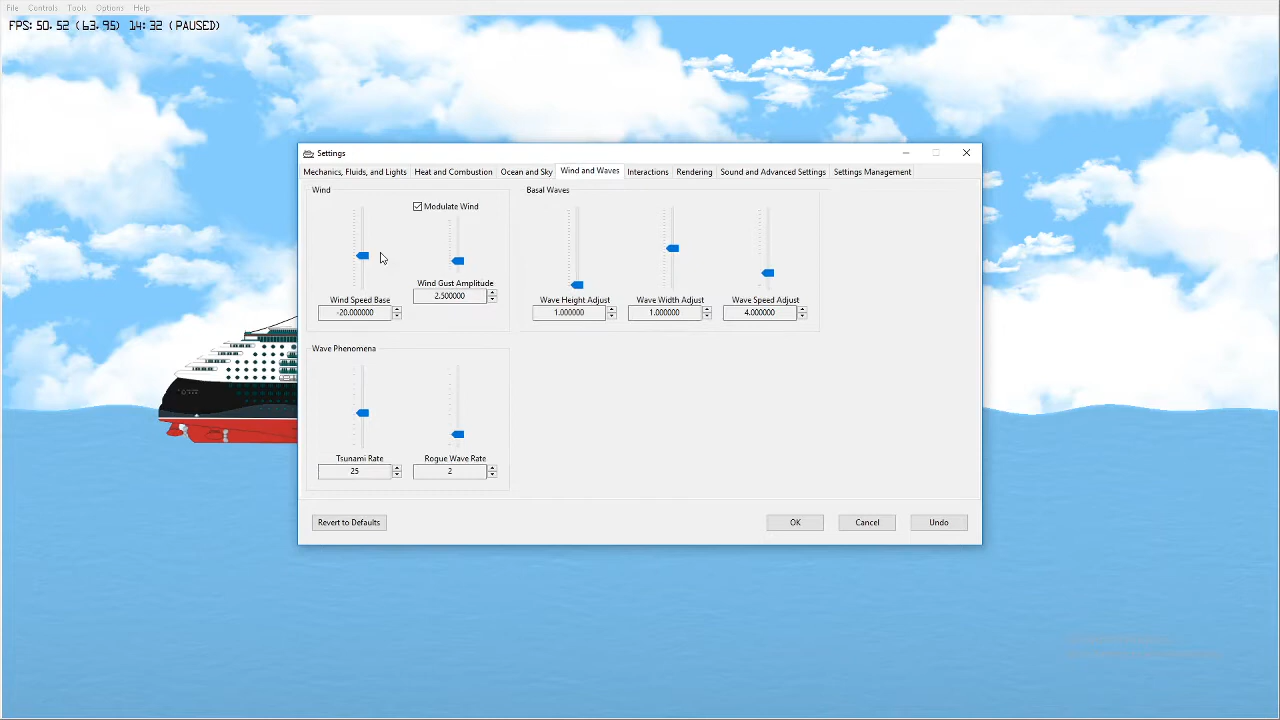 File Controls Tools Options Help
FPS: 50.52 (63.95) 14:32 (PAUSED)
Settings
Mechanics, Fluids, and Lights Heat and Combustion Ocean and Sky Wind and Waves Interactions Rendering Sound and Advanced Settings Settings Management
Wind Basal Waves
Modulate Wind
Wind Gust Amplitude
2.500000
Wind Speed Base Wave Height Adjust Wave Width Adjust Wave Speed Adjust
-20.000000 1.000000 1.000000 4.000000
Wave Phenomena
Tsunami Rate Rogue Wave Rate
25 2
Revert to Defaults OK Cancel Undo